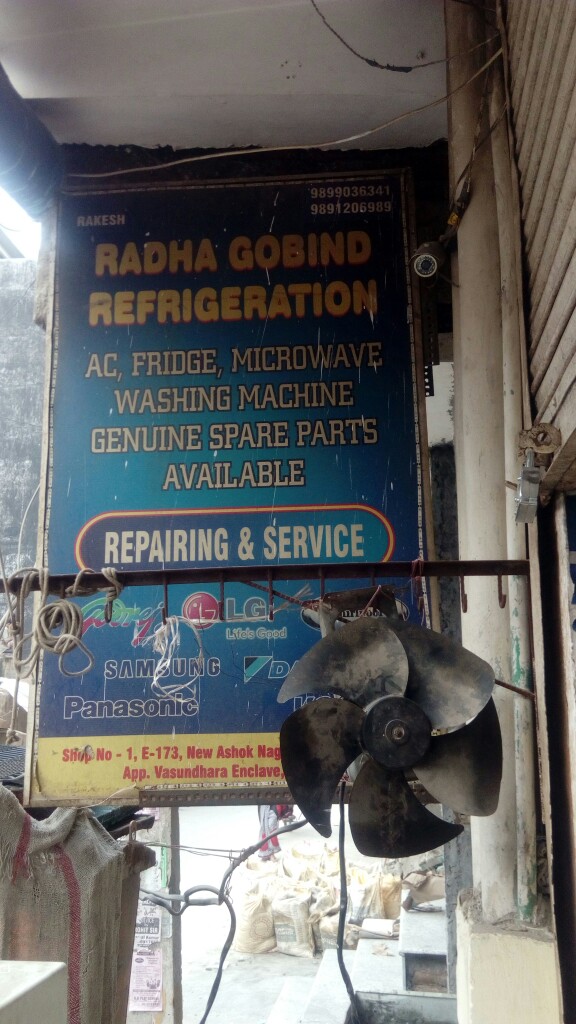 9899036341
9891206989
RAKESH
RADHA GOBIND
REFRIGERATION
AC, FRIDGE, MICROWAVE
WASHING MACHINE
GENUINE SPARE PARTS
AVAILABLE
REPAIRING & SERVICE
Godrej LG
Life's Good
SAMSUNG
Panasonic
Shop No - 1, E-173, New Ashok Nag
App. Vasundhara Enclave,